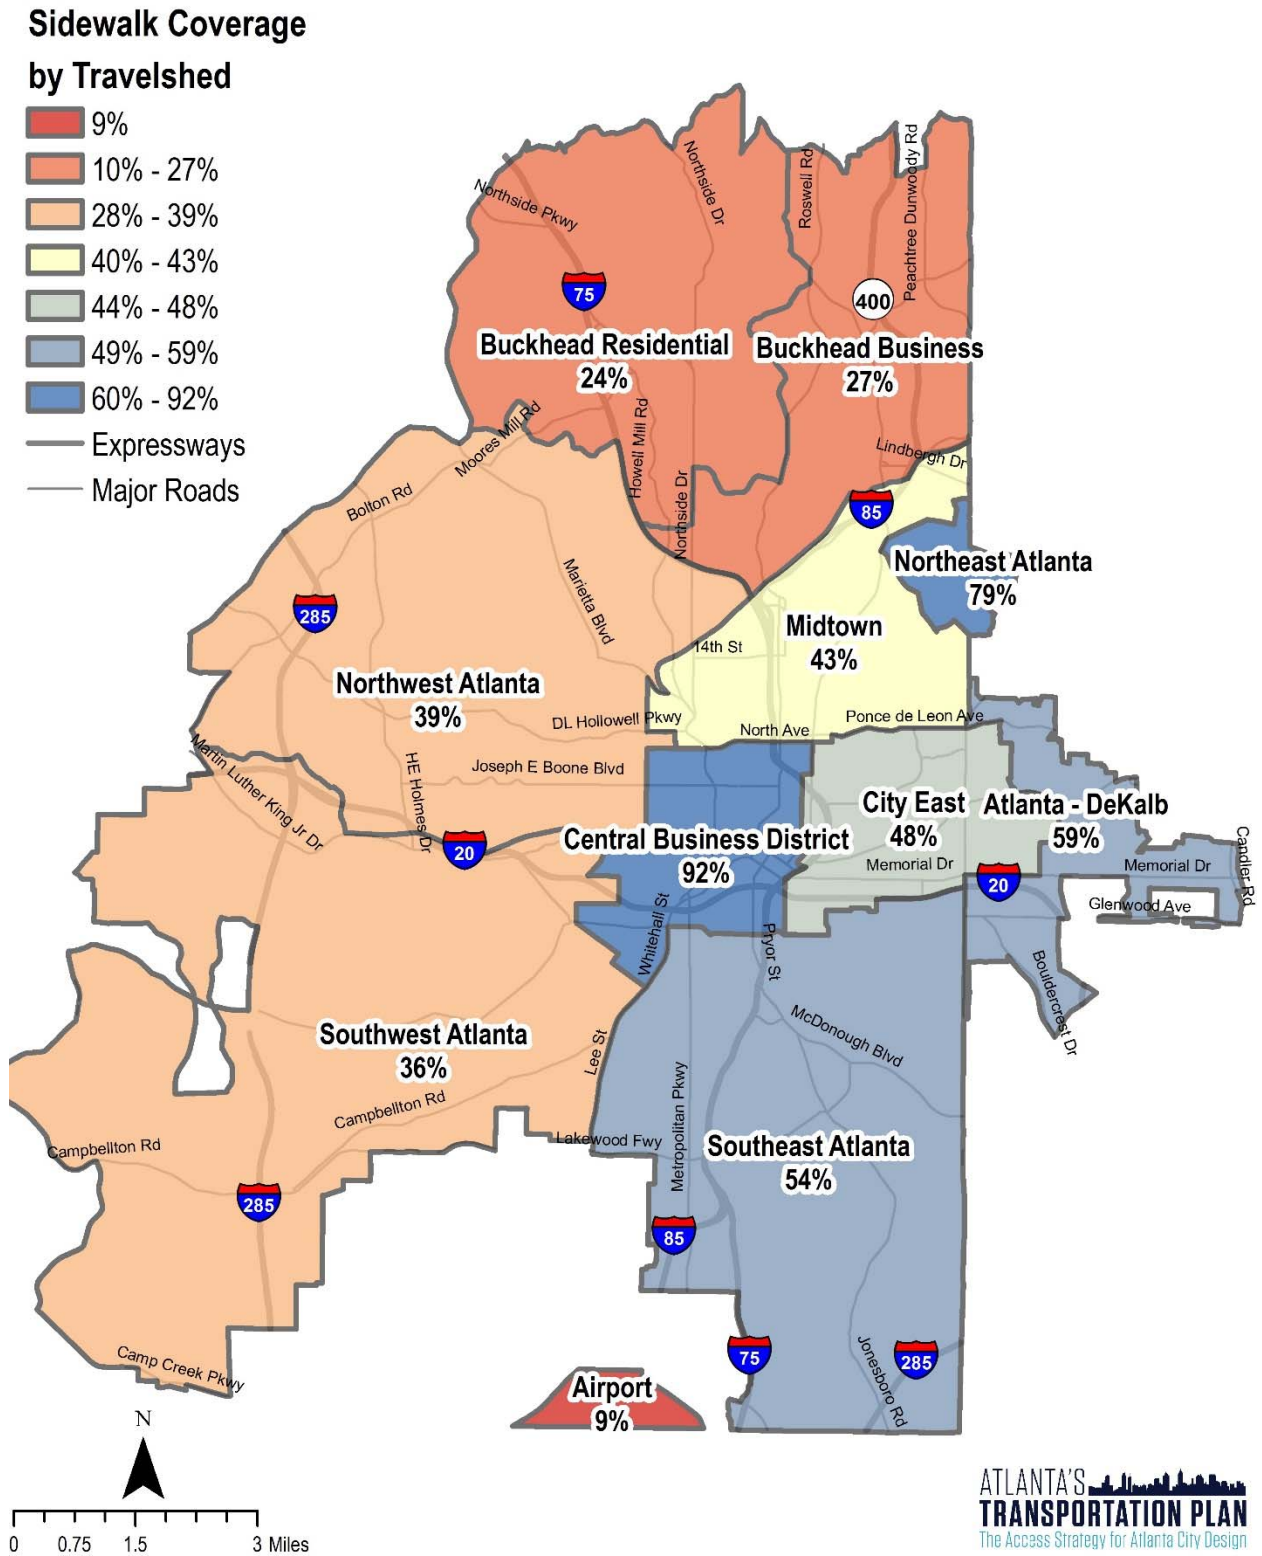 Sidewalk Coverage
by Travelshed
9%
10% - 27%
28% - 39%
40% - 43%
44% - 48%
49% - 59%
60% - 92%
Expressways
Major Roads
Northside Pkwy
Northside Dr
Roswell Rd
Peachtree Dunwoody Rd
75
400
Buckhead Residential
24%
Buckhead Business
27%
Moores Mill Rd
Howell Mill Rd
Northside Dr
Lindbergh Dr
Bolton Rd
85
Marietta Blvd
Northeast Atlanta
79%
285
Midtown
43%
14th St
Northwest Atlanta
39%
DL Hollowell Pkwy
North Ave
Ponce de Leon Ave
Martin Luther King Jr Dr
HE Holmes Dr
Joseph E Boone Blvd
20
Central Business District
92%
City East
48%
Atlanta - DeKalb
59%
Memorial Dr
Memorial Dr
Candler Rd
20
Glenwood Ave
Whitehall St
Pryor St
Bouldercrest Dr
Southwest Atlanta
36%
Lee St
McDonough Blvd
Campbellton Rd
Campbellton Rd
Lakewood Fwy
Metropolitan Pkwy
Southeast Atlanta
54%
285
85
Camp Creek Pkwy
75
Jonesboro Rd
285
Airport
9%
N
0 0.75 1.5 3 Miles
ATLANTA'S
TRANSPORTATION PLAN
The Access Strategy for Atlanta City Design